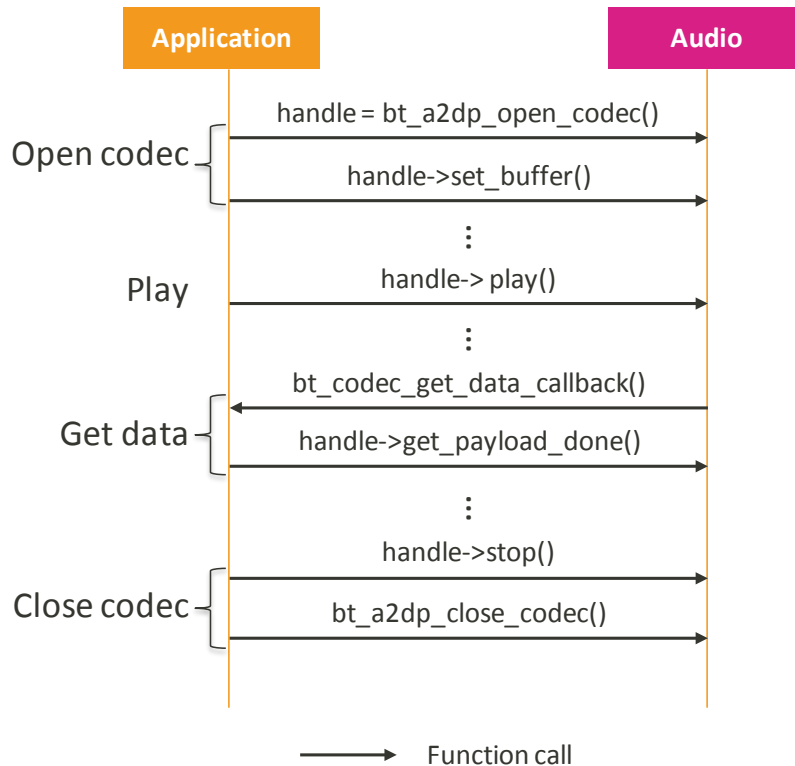 Application
Audio
handle = bt_a2dp_open_codec()
Open codec
handle->set_buffer()
⋮
handle-> play()
Play
⋮
bt_codec_get_data_callback()
Get data
handle->get_payload_done()
⋮
handle->stop()
Close codec
bt_a2dp_close_codec()
Function call